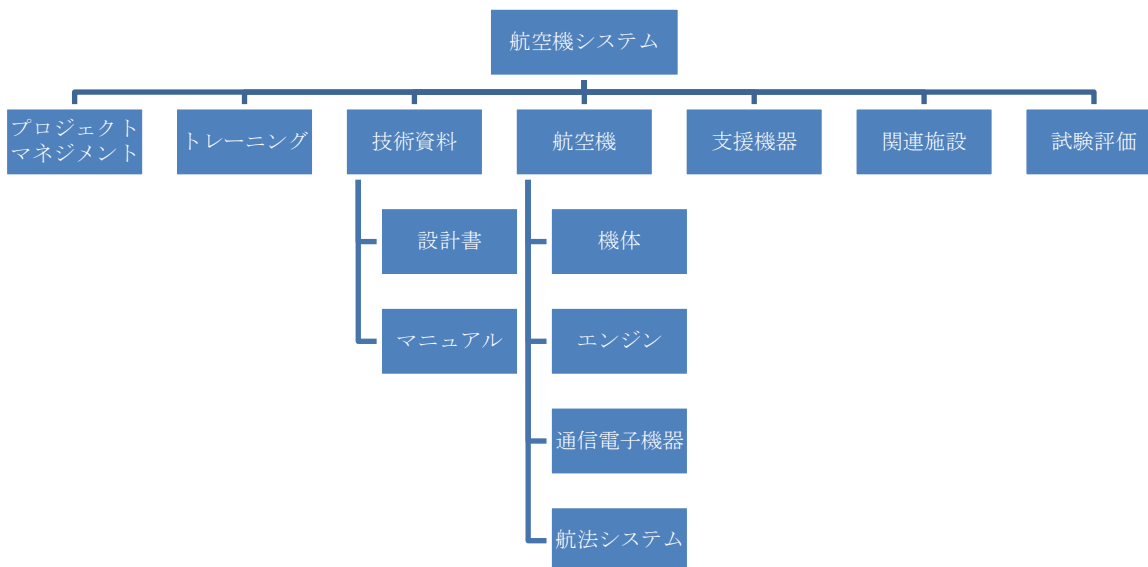 航空機システム
プロジェクト
マネジメント
トレーニング
技術資料
航空機
支援機器
関連施設
試験評価
設計書
機体
マニュアル
エンジン
通信電子機器
航法システム